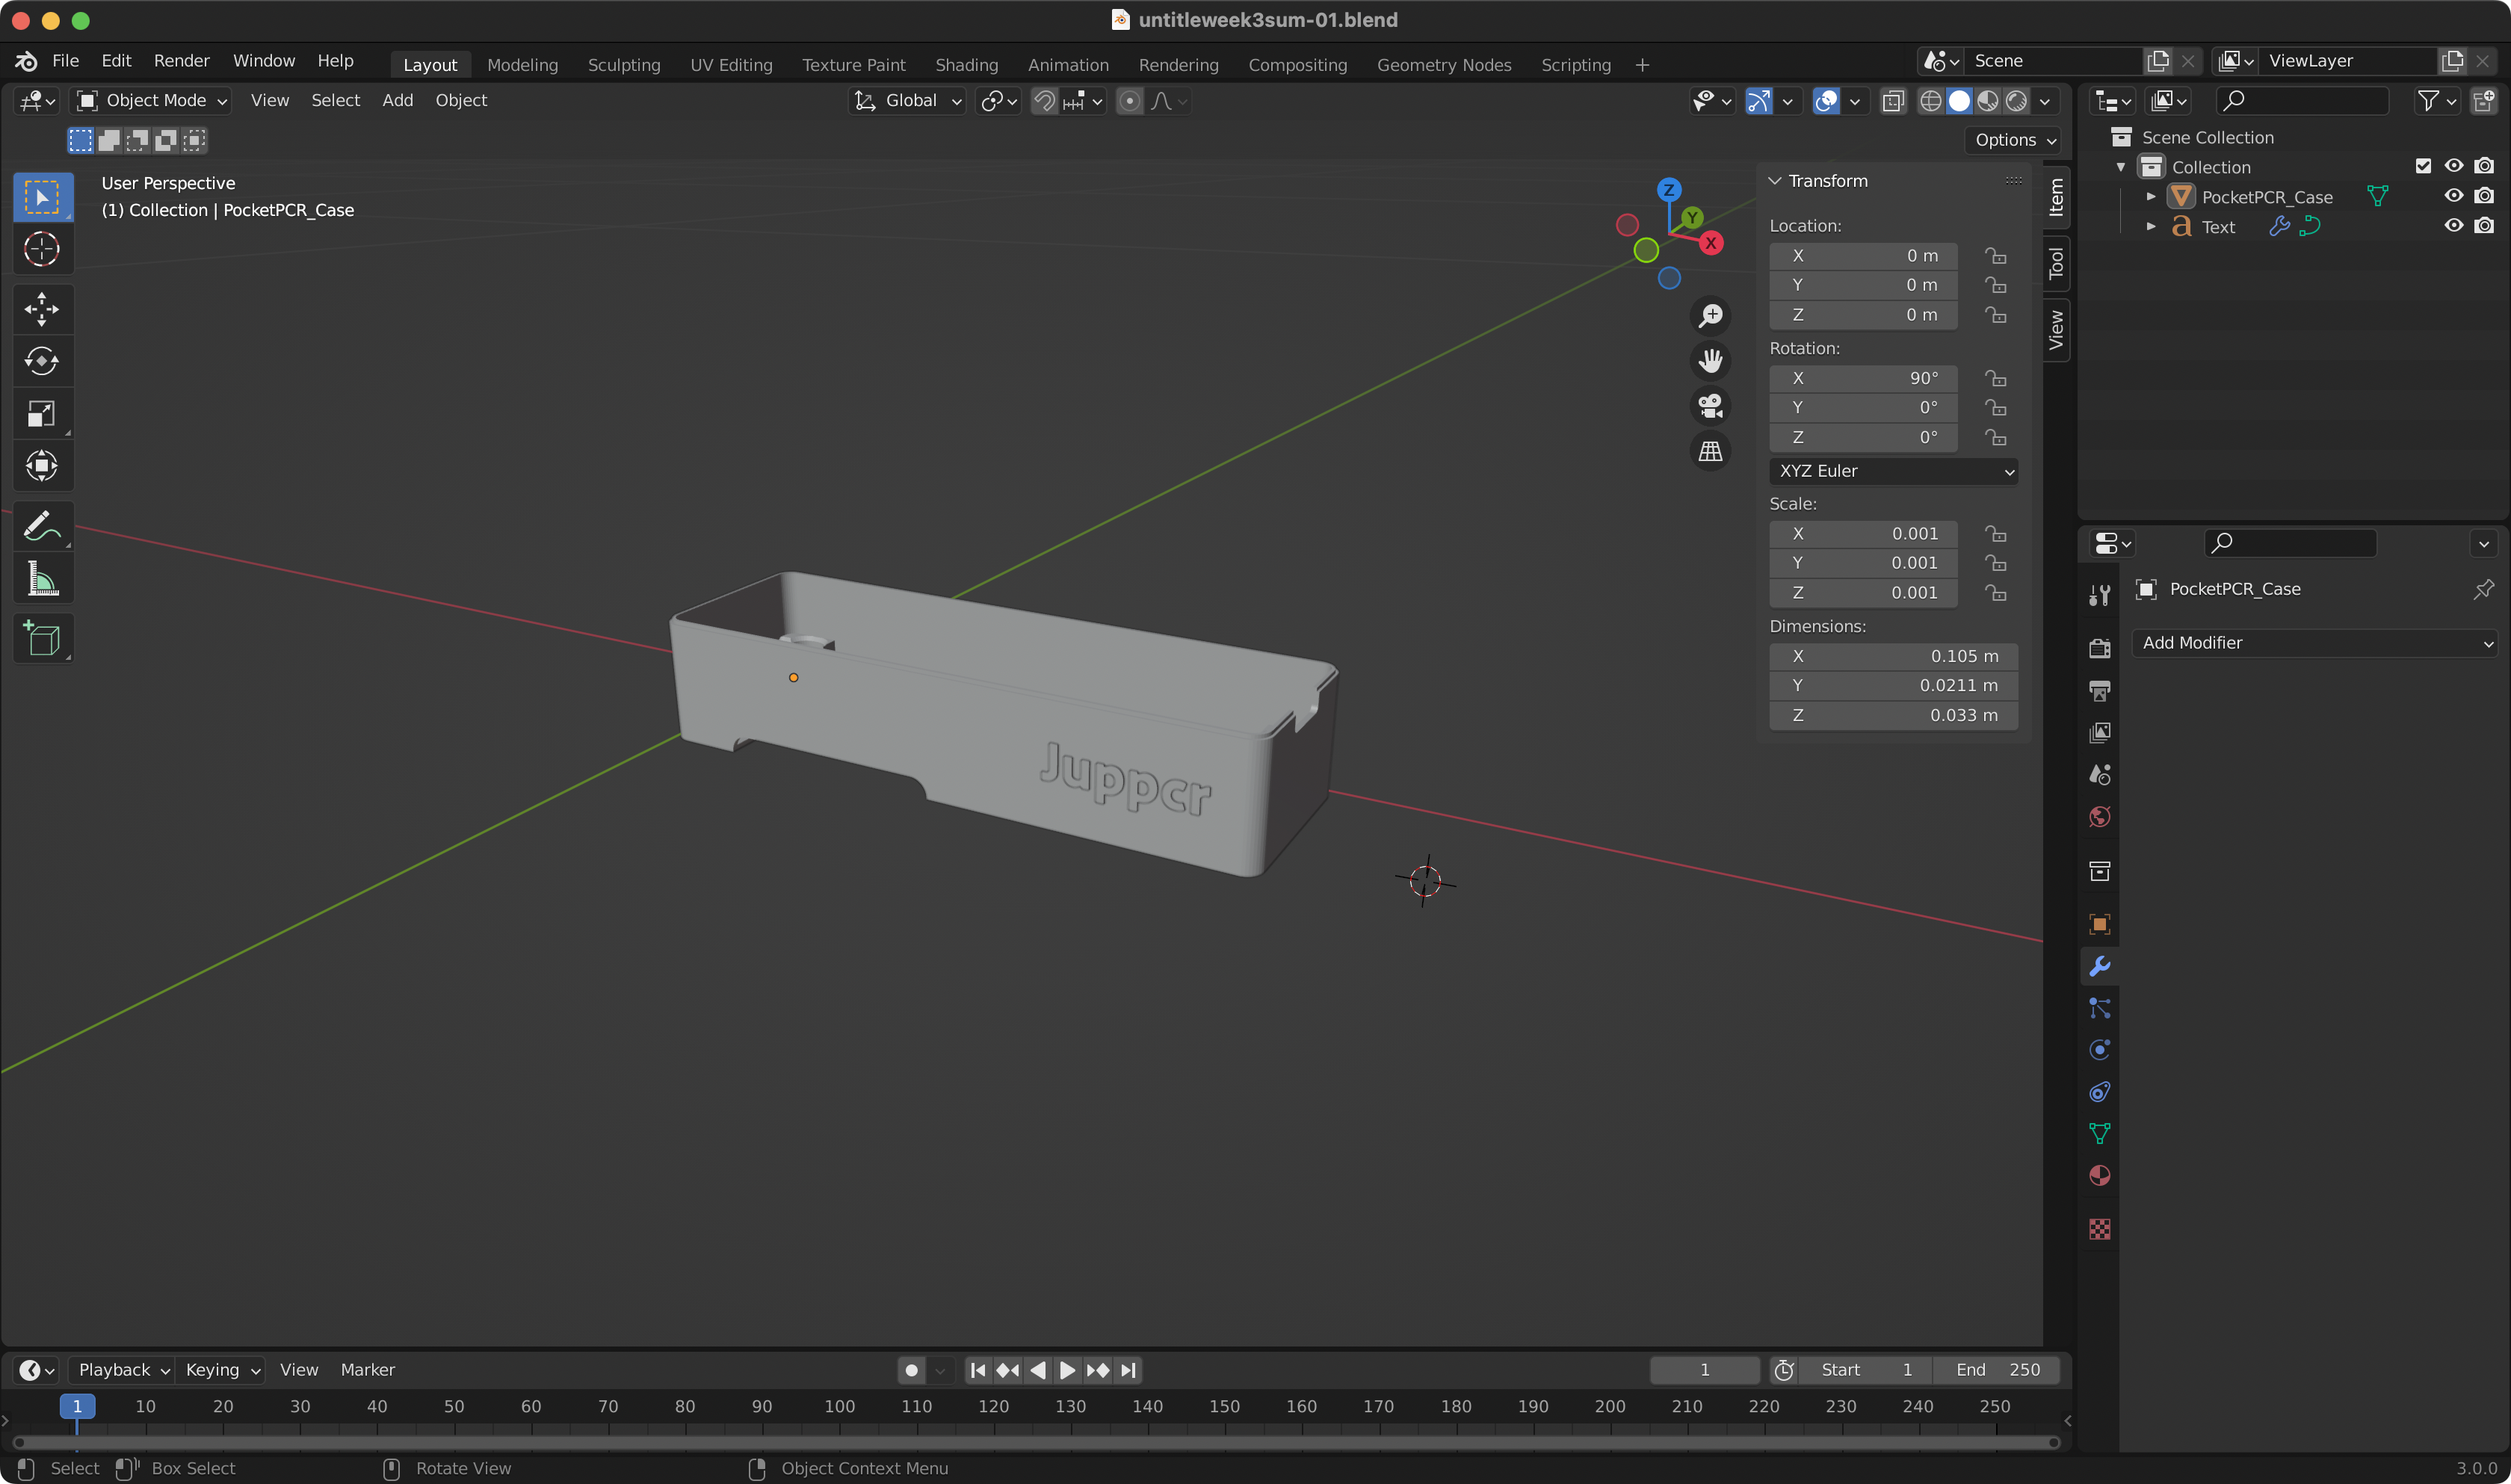 untitleweek3sum-01.blend
File Edit Render Window Help Layout Modeling Sculpting UV Editing Texture Paint Shading Animation Rendering Compositing Geometry Nodes Scripting + Scene ViewLayer
Object Mode View Select Add Object Global
Options
User Perspective
(1) Collection | PocketPCR_Case
Z
Y
X
Transform
Location:
X 0 m
Y 0 m
Z 0 m
Rotation:
X 90°
Y 0°
Z 0°
XYZ Euler
Scale:
X 0.001
Y 0.001
Z 0.001
Dimensions:
X 0.105 m
Y 0.0211 m
Z 0.033 m
Item
Tool
View
Juppcr
Scene Collection
Collection
PocketPCR_Case
Text
PocketPCR_Case
Add Modifier
Playback Keying View Marker 1 Start 1 End 250
1 10 20 30 40 50 60 70 80 90 100 110 120 130 140 150 160 170 180 190 200 210 220 230 240 250
Select Box Select Rotate View Object Context Menu 3.0.0